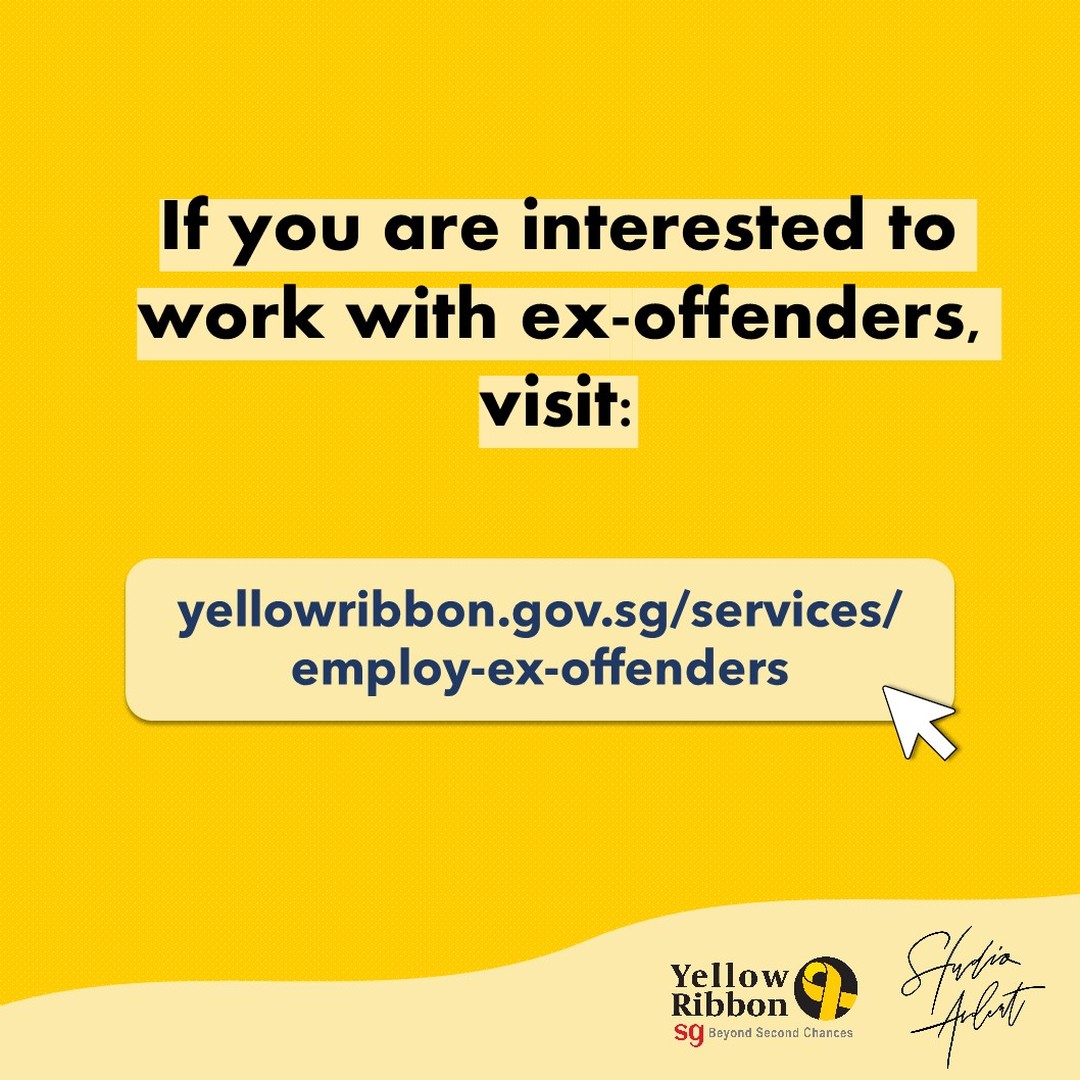 If you are interested to
work with ex-offenders,
visit:
yellowribbon.gov.sg/services/
employ-ex-offenders
Yellow
Ribbon
sg Beyond Second Chances
Studio